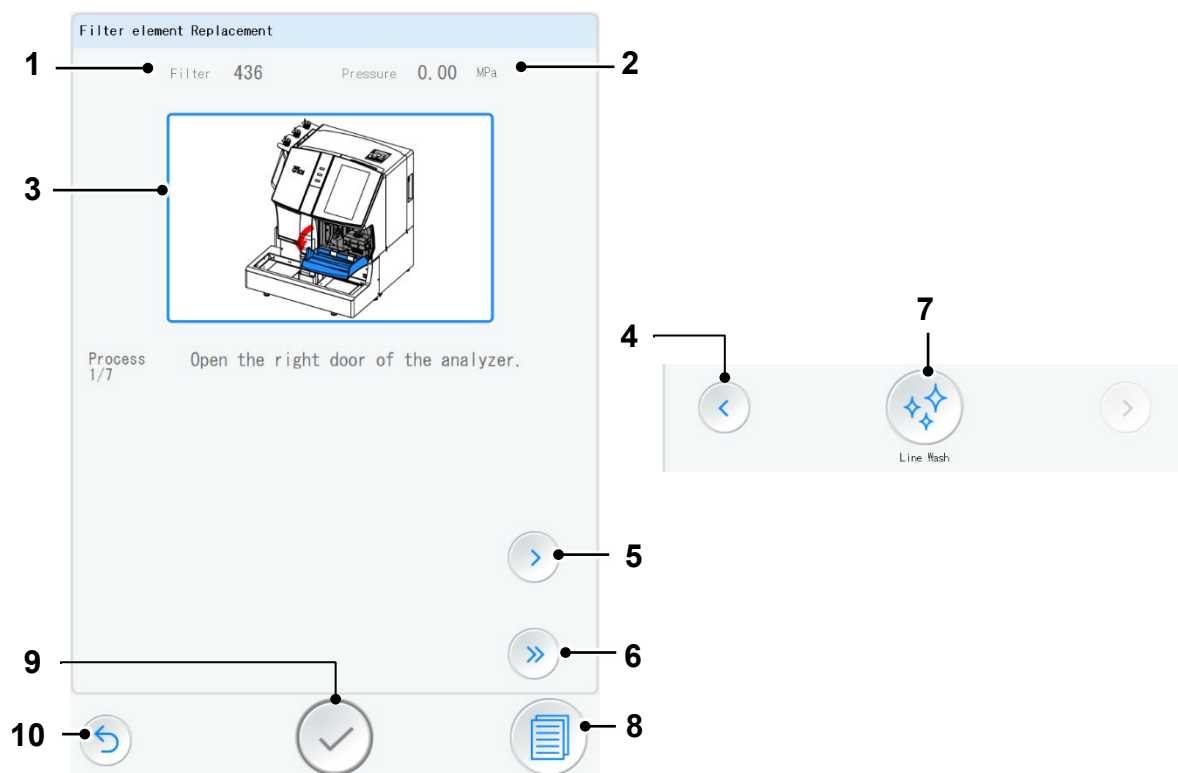 Filter element Replacement
1
Filter 436
Pressure 0.00 MPa
2
3
Process 1/7
Open the right door of the analyzer.
4
7
Line Wash
5
6
9
10
8